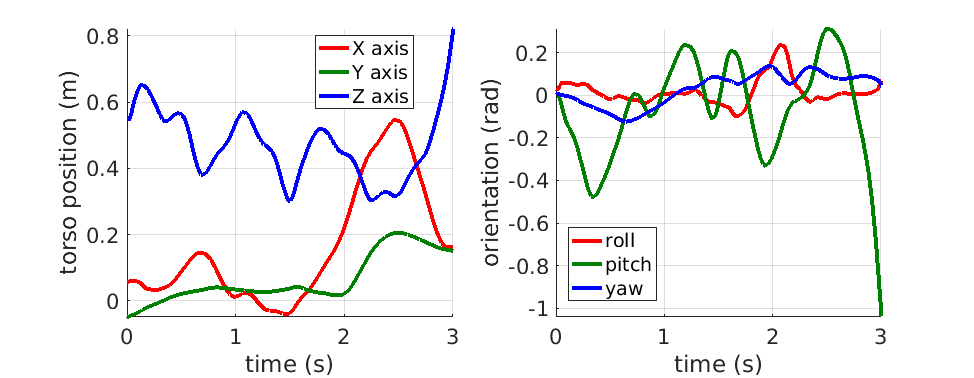 torso position (m)
0.8
0.6
0.4
0.2
0
0
1
2
3
time (s)
X axis
Y axis
Z axis
orientation (rad)
0.2
0
-0.2
-0.4
-0.6
-0.8
-1
0
1
2
3
time (s)
roll
pitch
yaw